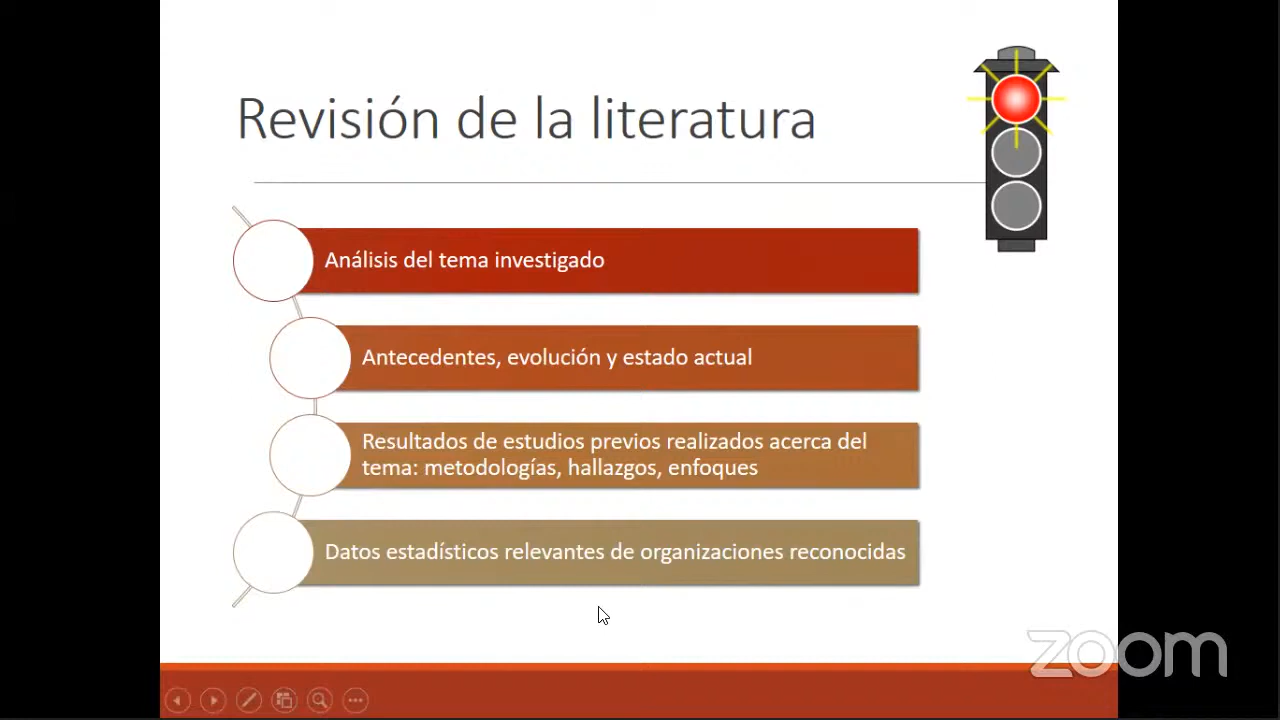 Revisión de la literatura
Análisis del tema investigado
Antecedentes, evolución y estado actual
Resultados de estudios previos realizados acerca del
tema: metodologías, hallazgos, enfoques
Datos estadísticos relevantes de organizaciones reconocidas
zoom